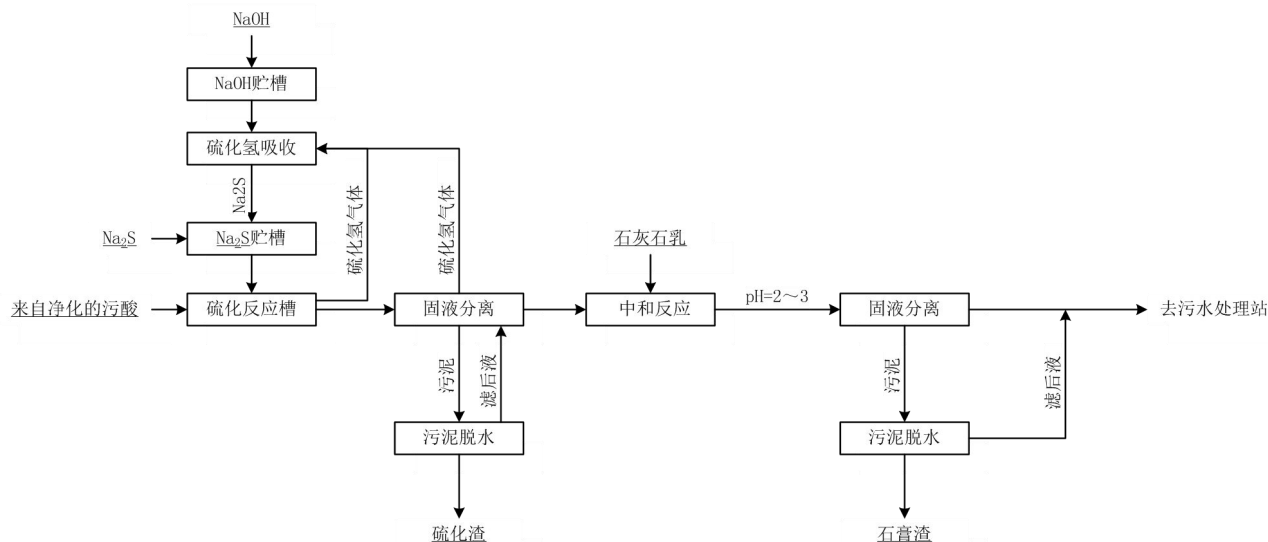 NaOH
NaOH贮槽
硫化氢吸收
Na2S
硫化氢气体
硫化氢气体
Na2S
Na2S贮槽
石灰石乳
来自净化的污酸
硫化反应槽
固液分离
中和反应
pH=2~3
固液分离
去污水处理站
污泥
滤后液
污泥
滤后液
污泥脱水
污泥脱水
硫化渣
石膏渣